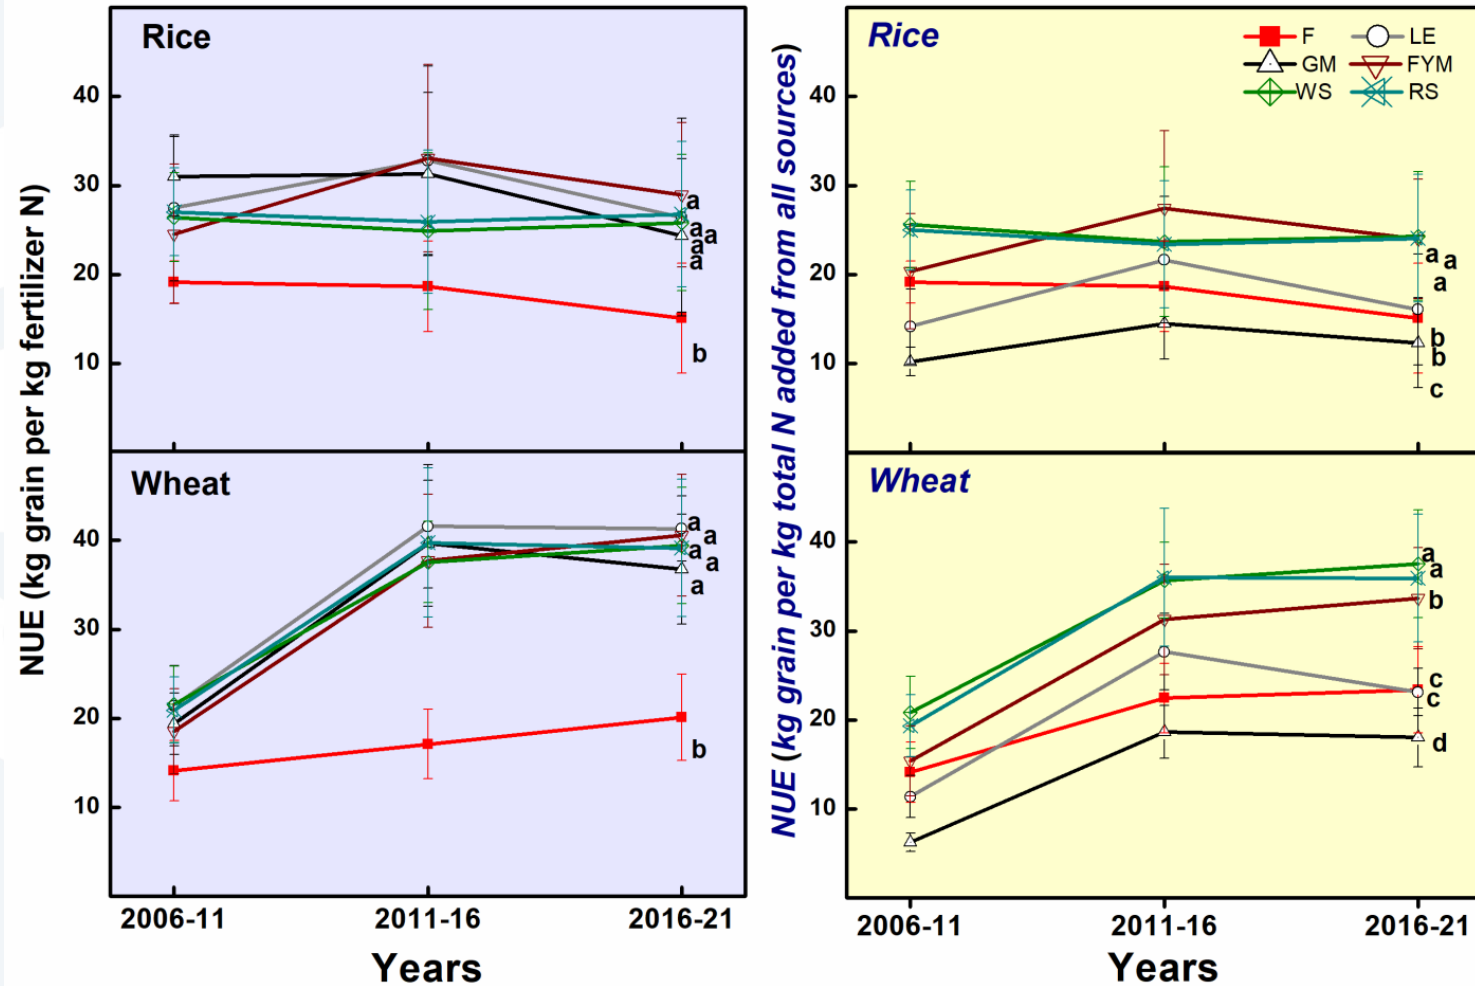 NUE (kg grain per kg fertilizer N)
Rice
40
30
20
10
a
a
a
a
a
b
Wheat
40
30
20
10
a
a
a
a
a
b
2006-11 2011-16 2016-21
Years
NUE (kg grain per kg total N added from all sources)
Rice
F LE
GM FYM
WS RS
40
30
20
10
a a
a
b
b
c
Wheat
40
30
20
10
a
a
b
c
c
d
2006-11 2011-16 2016-21
Years